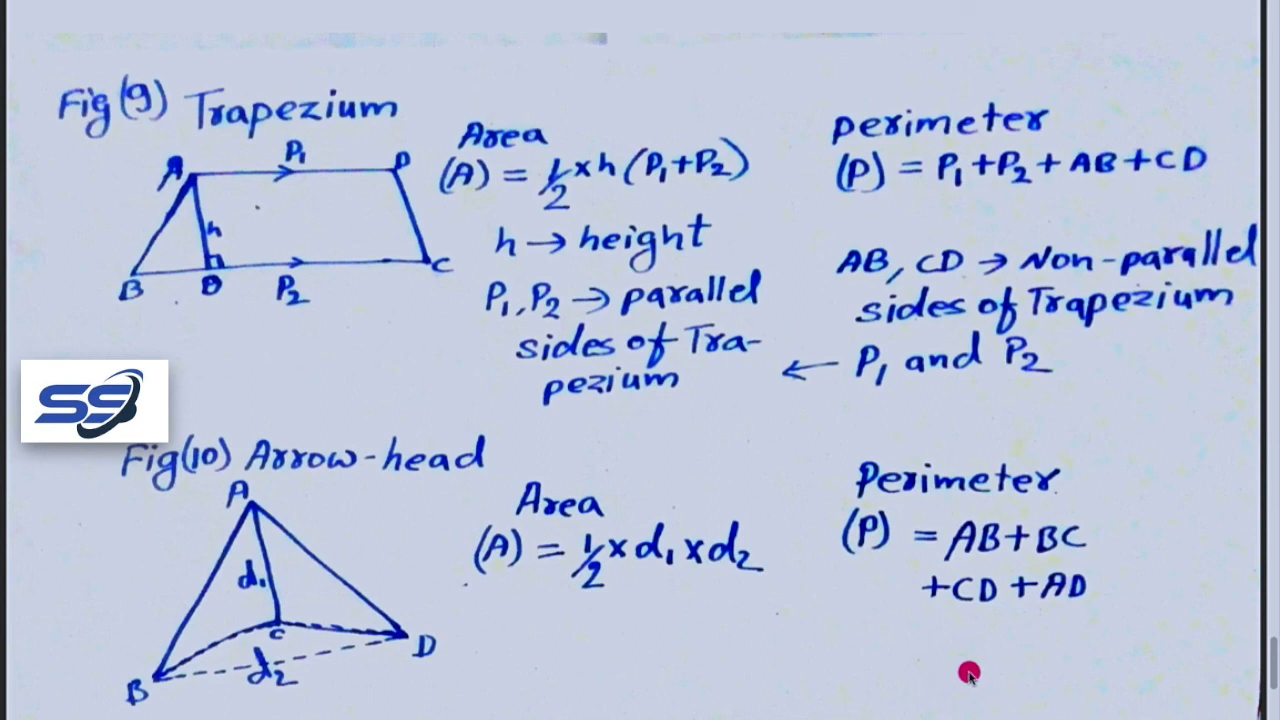 Fig(9) Trapezium
A
P1
P
h
B
D
P2
C
Area
(A) = 1/2 × h (P1+P2)
h → height
P1, P2 → parallel
sides of Tra-
pezium
perimeter
(P) = P1 + P2 + AB + CD
AB, CD → Non-parallel
sides of Trapezium
← P1 and P2
SS
Fig(10) Arrow-head
A
d1
C
B
d2
D
Area
(A) = 1/2 × d1 × d2
Perimeter
(P) = AB + BC
+ CD + AD